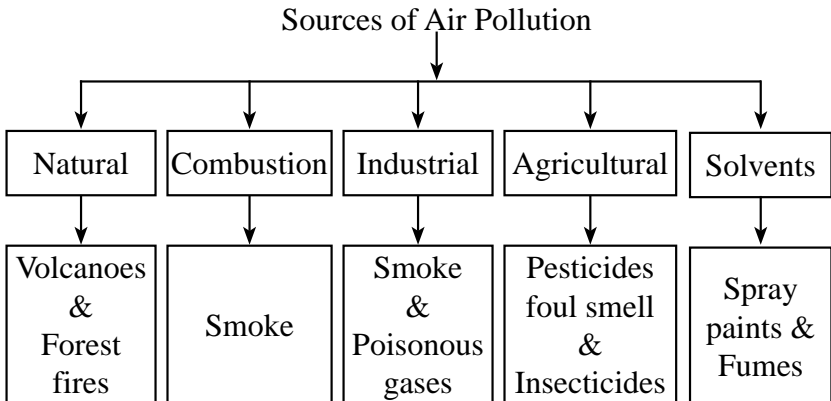 Sources of Air Pollution
Natural
Combustion
Industrial
Agricultural
Solvents
Volcanoes
&
Forest
fires
Smoke
Smoke
&
Poisonous
gases
Pesticides
foul smell
&
Insecticides
Spray
paints &
Fumes